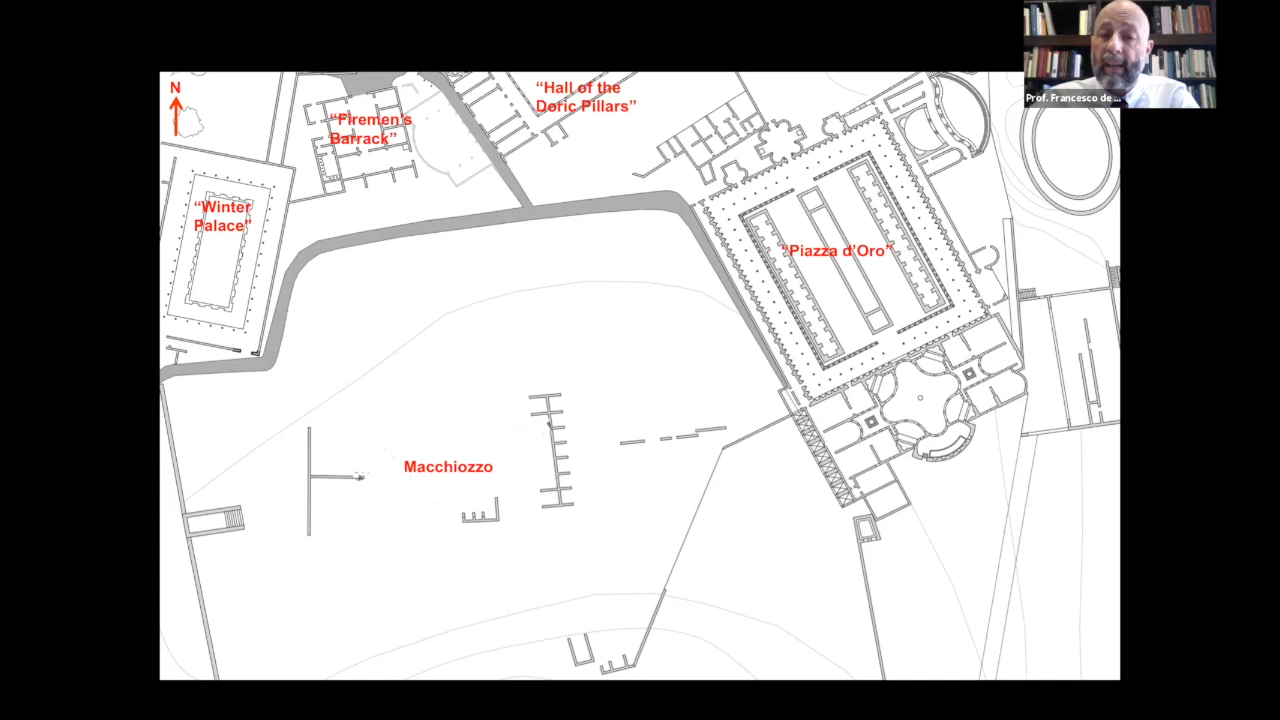 N
“Hall of the
Doric Pillars”
“Firemen’s
Barrack”
“Winter
Palace”
“Piazza d’Oro”
Macchiozzo
Prof. Francesco de ...